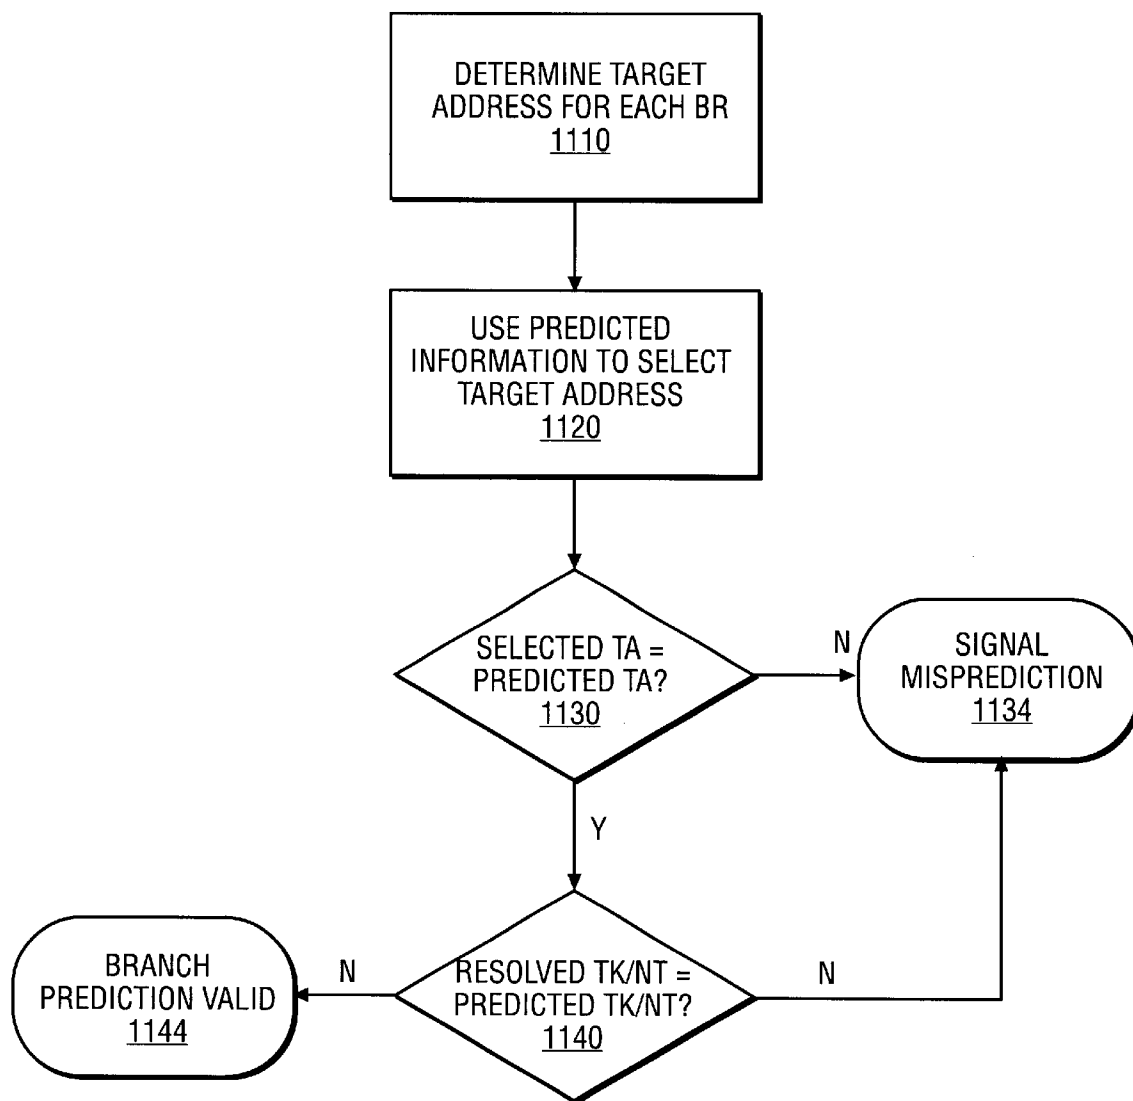 DETERMINE TARGET
ADDRESS FOR EACH BR
1110
USE PREDICTED
INFORMATION TO SELECT
TARGET ADDRESS
1120
SELECTED TA =
PREDICTED TA?
1130
N
SIGNAL
MISPREDICTION
1134
Y
BRANCH
PREDICTION VALID
1144
N
RESOLVED TK/NT =
PREDICTED TK/NT?
1140
N